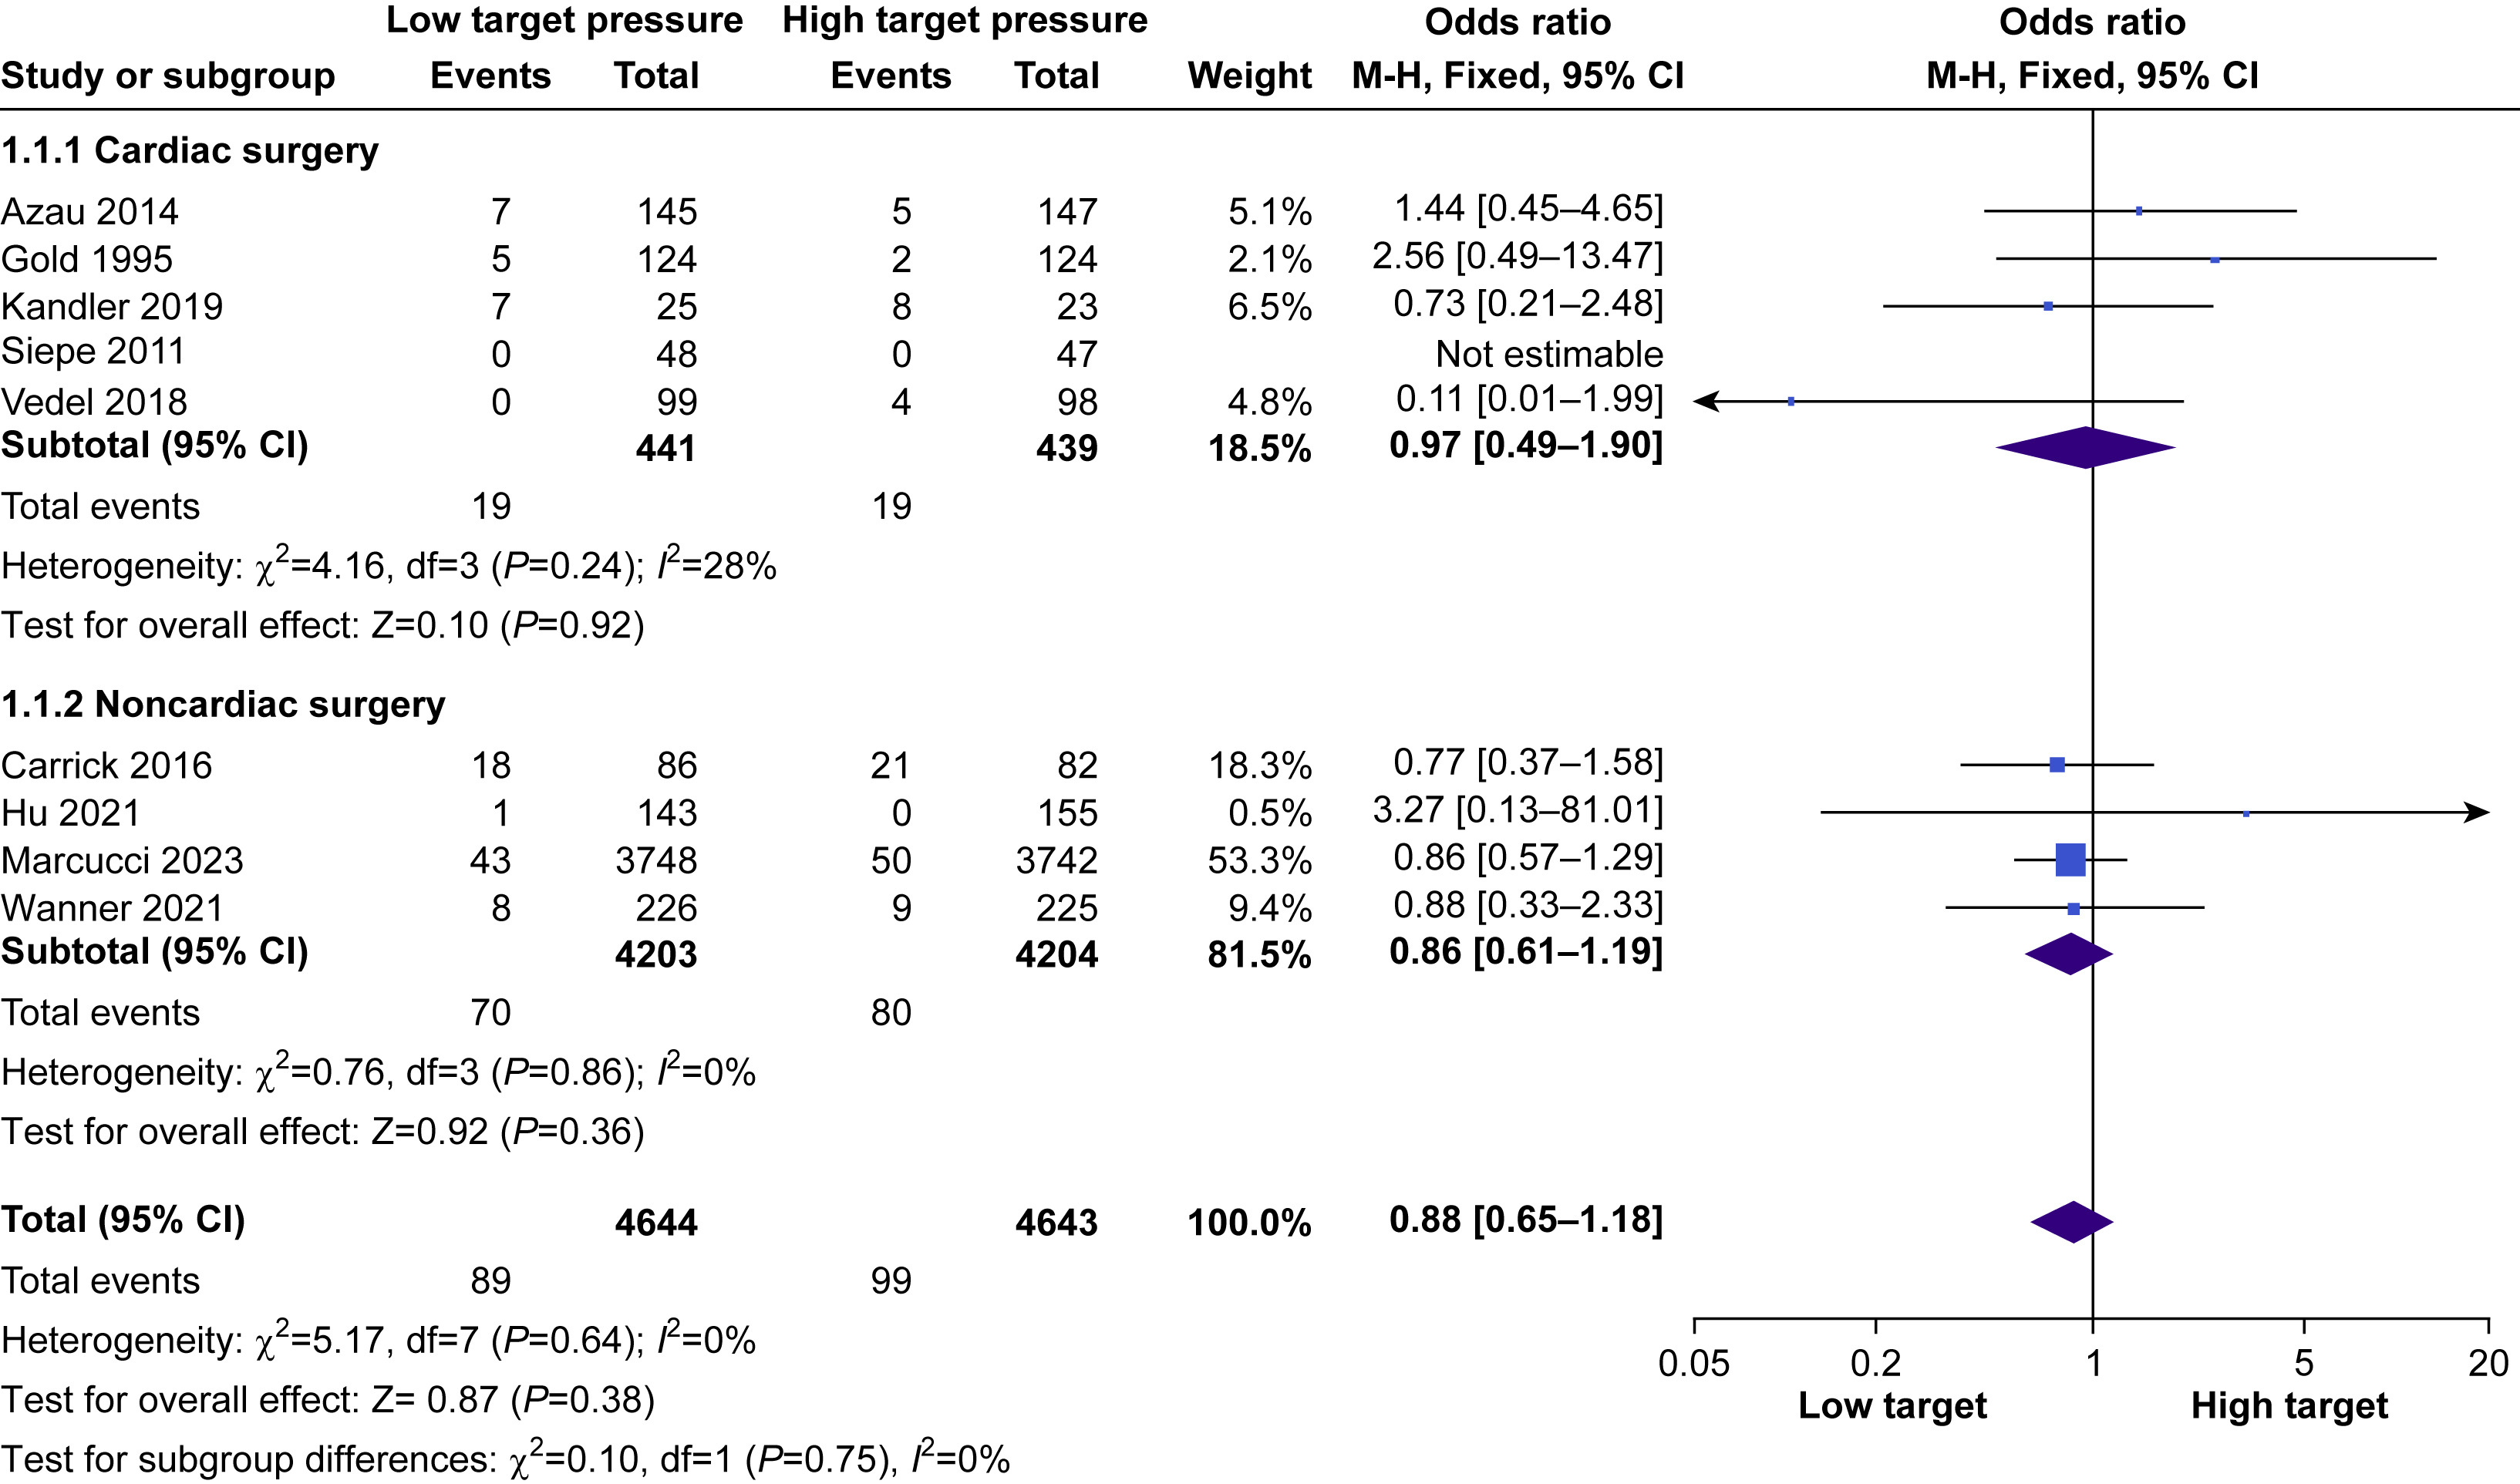 Low target pressure High target pressure Odds ratio Odds ratio
Study or subgroup Events Total Events Total Weight M-H, Fixed, 95% CI M-H, Fixed, 95% CI
1.1.1 Cardiac surgery
Azau 2014 7 145 5 147 5.1% 1.44 [0.45–4.65]
Gold 1995 5 124 2 124 2.1% 2.56 [0.49–13.47]
Kandler 2019 7 25 8 23 6.5% 0.73 [0.21–2.48]
Siepe 2011 0 48 0 47 Not estimable
Vedel 2018 0 99 4 98 4.8% 0.11 [0.01–1.99]
Subtotal (95% CI) 441 439 18.5% 0.97 [0.49–1.90]
Total events 19 19
Heterogeneity: χ²=4.16, df=3 (P=0.24); I²=28%
Test for overall effect: Z=0.10 (P=0.92)
1.1.2 Noncardiac surgery
Carrick 2016 18 86 21 82 18.3% 0.77 [0.37–1.58]
Hu 2021 1 143 0 155 0.5% 3.27 [0.13–81.01]
Marcucci 2023 43 3748 50 3742 53.3% 0.86 [0.57–1.29]
Wanner 2021 8 226 9 225 9.4% 0.88 [0.33–2.33]
Subtotal (95% CI) 4203 4204 81.5% 0.86 [0.61–1.19]
Total events 70 80
Heterogeneity: χ²=0.76, df=3 (P=0.86); I²=0%
Test for overall effect: Z=0.92 (P=0.36)
Total (95% CI) 4644 4643 100.0% 0.88 [0.65–1.18]
Total events 89 99
Heterogeneity: χ²=5.17, df=7 (P=0.64); I²=0%
Test for overall effect: Z= 0.87 (P=0.38)
Test for subgroup differences: χ²=0.10, df=1 (P=0.75), I²=0%
0.05 0.2 1 5 20
Low target High target